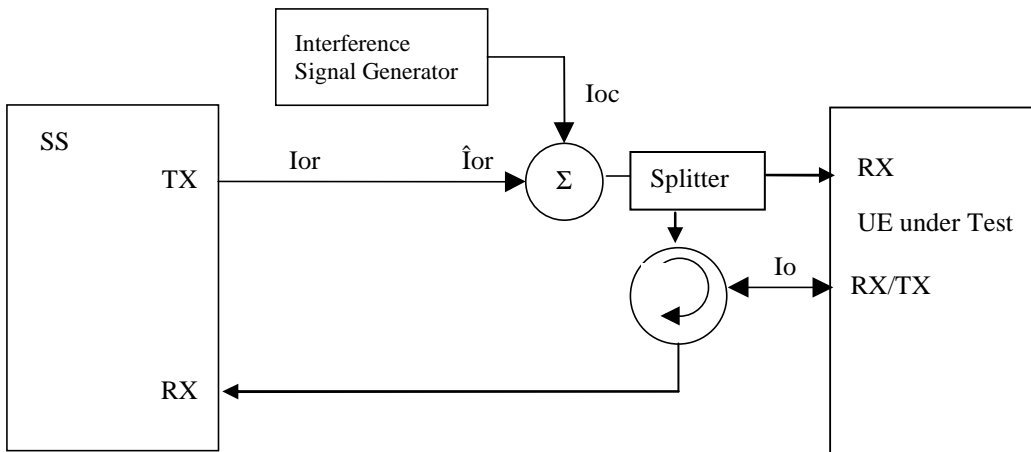 Interference
Signal Generator
Ioc
SS
TX
Ior
Îor
Σ
Splitter
RX
UE under Test
Io
RX/TX
RX